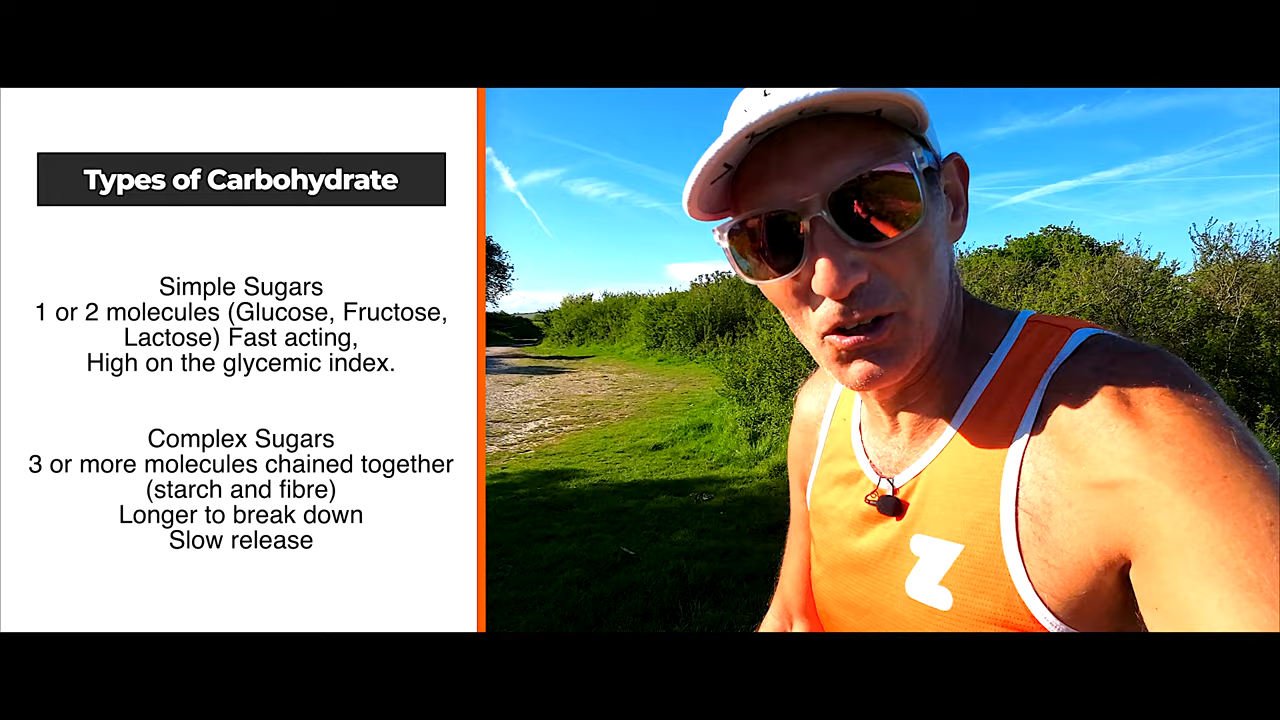 Types of Carbohydrate
Simple Sugars
1 or 2 molecules (Glucose, Fructose,
Lactose) Fast acting,
High on the glycemic index.
Complex Sugars
3 or more molecules chained together
(starch and fibre)
Longer to break down
Slow release
Z